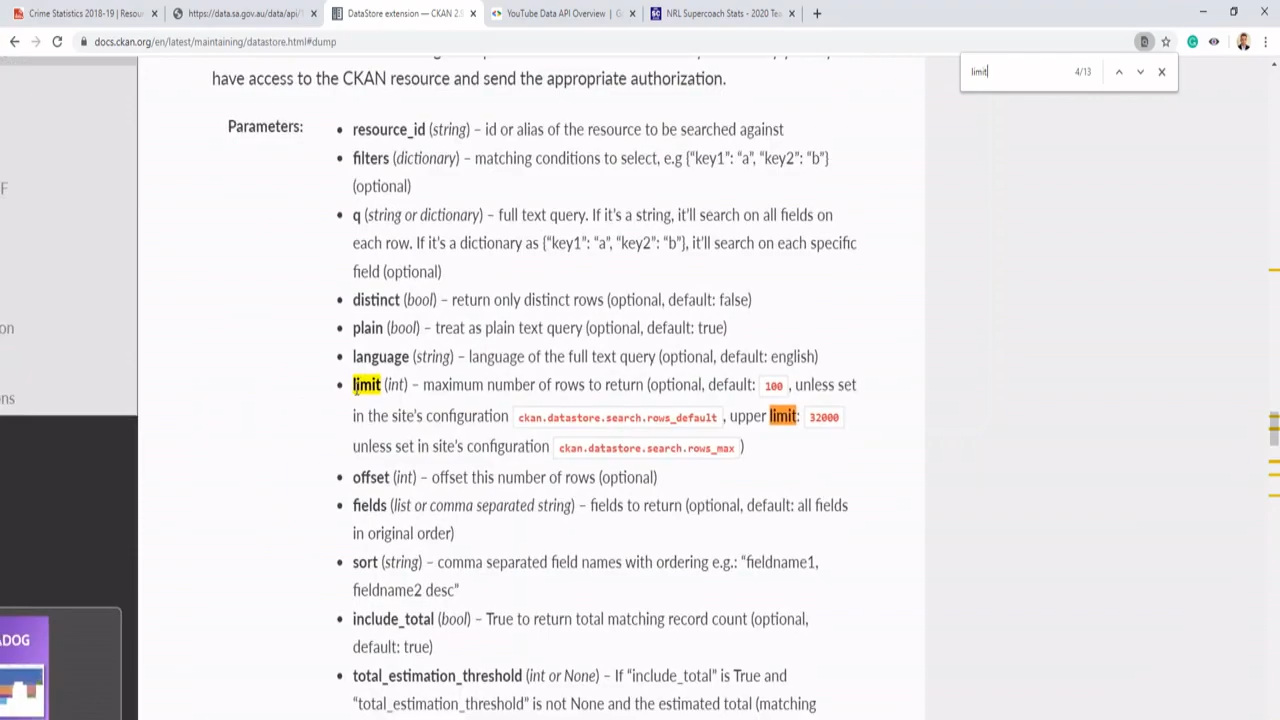 Crime Statistics 2018-19 | Resou
https://data.sa.gov.au/data/api/1
DataStore extension — CKAN 2.9
YouTube Data API Overview | G
NRL Supercoach Stats - 2020 Tea
docs.ckan.org/en/latest/maintaining/datastore.html#dump
limit
4/13
have access to the CKAN resource and send the appropriate authorization.
Parameters:
• resource_id (string) – id or alias of the resource to be searched against
• filters (dictionary) – matching conditions to select, e.g {“key1”: “a”, “key2”: “b”}
(optional)
• q (string or dictionary) – full text query. If it’s a string, it’ll search on all fields on
each row. If it’s a dictionary as {“key1”: “a”, “key2”: “b”}, it’ll search on each specific
field (optional)
• distinct (bool) – return only distinct rows (optional, default: false)
• plain (bool) – treat as plain text query (optional, default: true)
• language (string) – language of the full text query (optional, default: english)
• limit (int) – maximum number of rows to return (optional, default: 100 , unless set
in the site’s configuration ckan.datastore.search.rows_default , upper limit: 32000
unless set in site’s configuration ckan.datastore.search.rows_max )
• offset (int) – offset this number of rows (optional)
• fields (list or comma separated string) – fields to return (optional, default: all fields
in original order)
• sort (string) – comma separated field names with ordering e.g.: “fieldname1,
fieldname2 desc”
• include_total (bool) – True to return total matching record count (optional,
default: true)
• total_estimation_threshold (int or None) – If “include_total” is True and
“total_estimation_threshold” is not None and the estimated total (matching
F
on
ns
ADOG